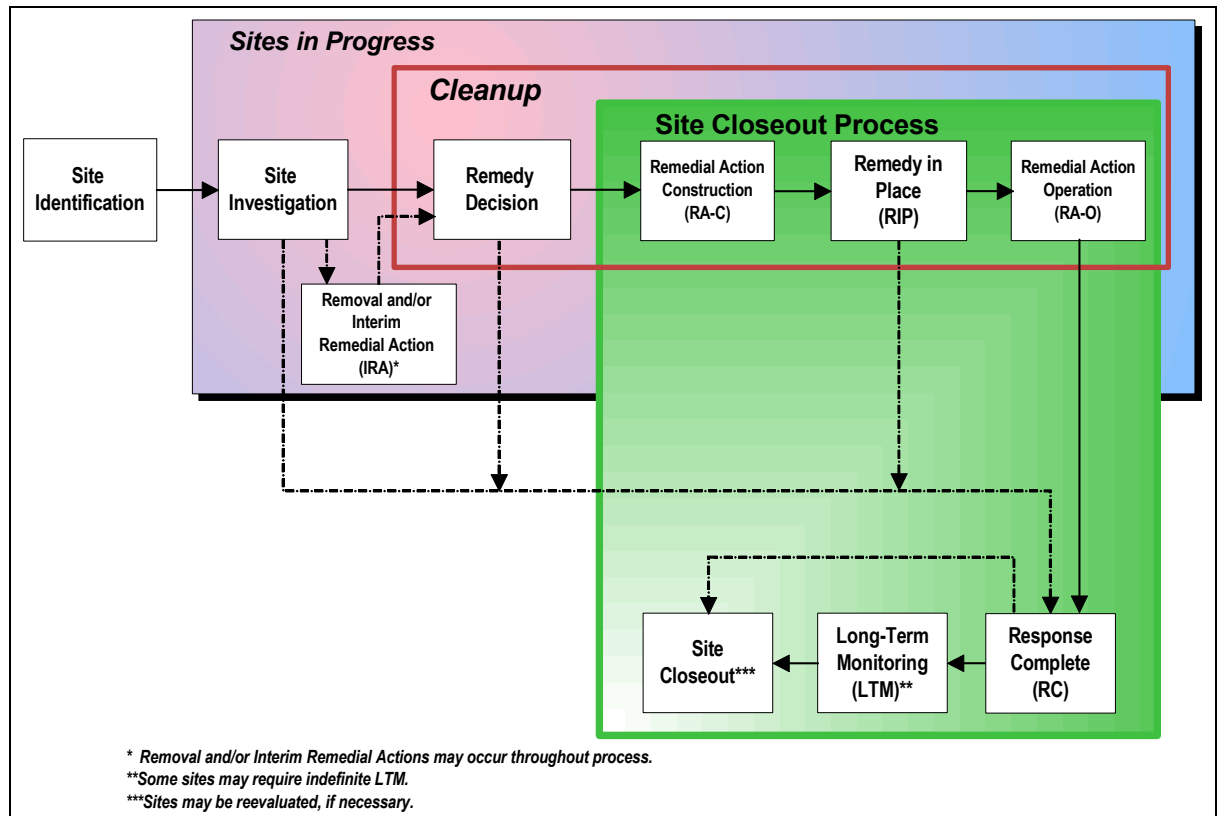 Sites in Progress
Cleanup
Site Closeout Process
Site
Identification
Site
Investigation
Remedy
Decision
Remedial Action
Construction
(RA-C)
Remedy in
Place
(RIP)
Remedial Action
Operation
(RA-O)
Removal and/or
Interim
Remedial Action
(IRA)*
Site
Closeout***
Long-Term
Monitoring
(LTM)**
Response
Complete
(RC)
* Removal and/or Interim Remedial Actions may occur throughout process.
**Some sites may require indefinite LTM.
***Sites may be reevaluated, if necessary.